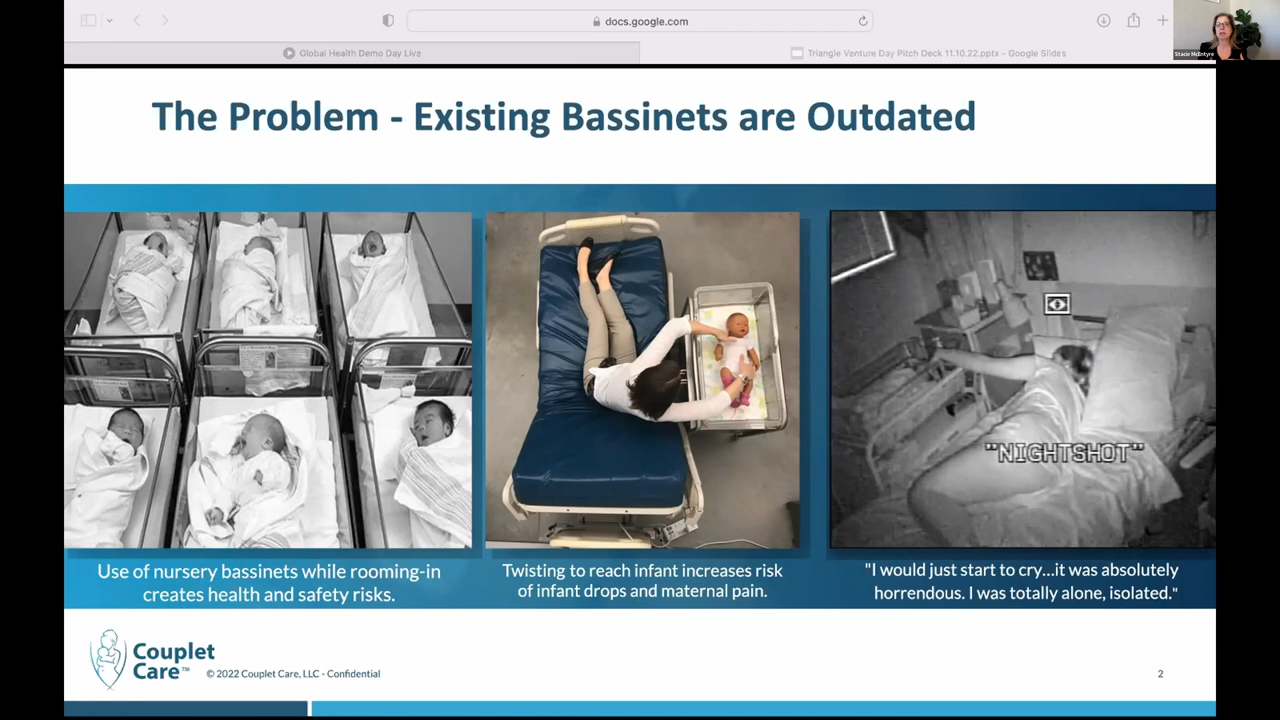 docs.google.com
Global Health Demo Day Live
Triangle Venture Day Pitch Deck 11.10.22.pptx - Google Slides
Stacie McIntyre
The Problem - Existing Bassinets are Outdated
"NIGHTSHOT"
Use of nursery bassinets while rooming-in
creates health and safety risks.
Twisting to reach infant increases risk
of infant drops and maternal pain.
"I would just start to cry...it was absolutely
horrendous. I was totally alone, isolated."
Couplet
Care™
© 2022 Couplet Care, LLC - Confidential
2